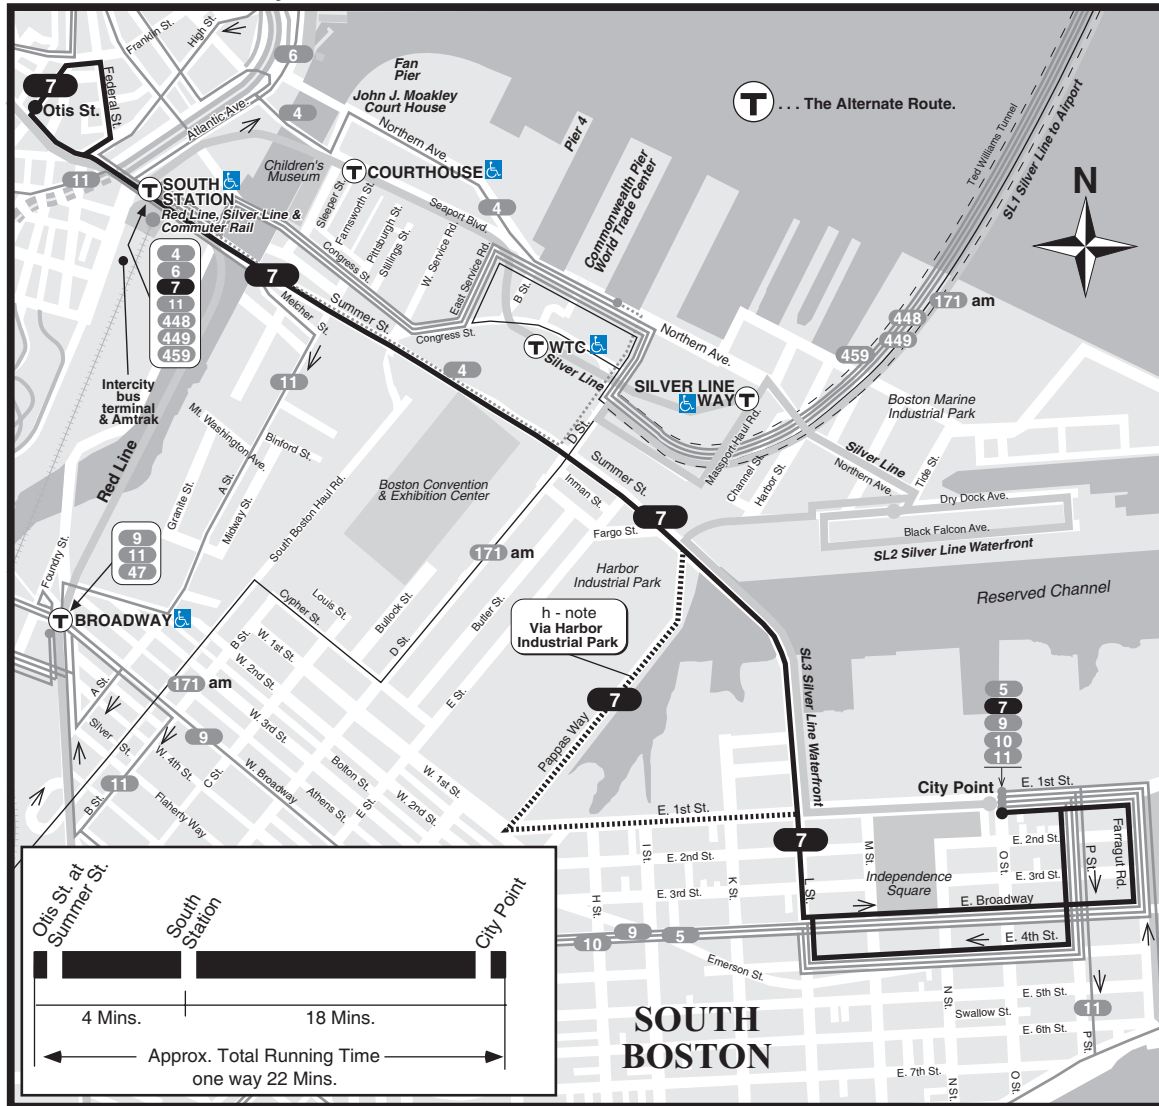 Franklin St.
High St.
6
7
Otis St.
Federal St.
Atlantic Ave.
4
11
Fan
Pier
John J. Moakley
Court House
Northern Ave.
Pier 4
Commonwealth Pier
World Trade Center
T . . . The Alternate Route.
Ted Williams Tunnel
SL1 Silver Line to Airport
N
Children's
Museum
T COURTHOUSE
T SOUTH
STATION
Red Line, Silver Line &
Commuter Rail
4
6
7
11
448
449
459
Intercity
bus
terminal
& Amtrak
Red Line
Sleeper St.
Farnsworth St.
Pittsburgh St.
Stillings St.
W. Service Rd.
East Service Rd.
Seaport Blvd.
4
Congress St.
B St.
7
Melcher St.
Summer St.
Congress St.
T WTC
Silver Line
Northern Ave.
171 am
448
449
459
4
11
SILVER LINE
WAY T
Boston Marine
Industrial Park
Mt. Washington Ave.
Binford St.
A St.
Granite St.
Midway St.
South Boston Haul Rd.
Boston Convention
& Exhibition Center
D St.
Summer St.
Inman St.
Massport Haul Rd.
Channel St.
Harbor St.
Silver Line
Northern Ave.
Tide St.
Dry Dock Ave.
Black Falcon Ave.
SL2 Silver Line Waterfront
Reserved Channel
7
Fargo St.
171 am
Harbor
Industrial Park
9
11
47
Foundry St.
T BROADWAY
Cypher St.
Louis St.
Bullock St.
D St.
Butler St.
E St.
h - note
Via Harbor
Industrial Park
7
Pappas Way
SL3 Silver Line Waterfront
B St.
W. 1st St.
W. 2nd St.
W. 3rd St.
171 am
A St.
Silver St.
W. 4th St.
9
C St.
W. Broadway
Bolton St.
Athens St.
E St.
W. 1st St.
W. 2nd St.
11
B St.
Flaherty Way
5
7
9
10
11
City Point
E. 1st St.
E. 1st St.
7
I St.
E. 2nd St.
K St.
E. 3rd St.
H St.
L St.
M St.
Independence
Square
O St.
E. 2nd St.
E. 3rd St.
P St.
Farragut Rd.
E. Broadway
E. 4th St.
10
9
5
Emerson St.
N St.
E. 5th St.
Swallow St.
E. 6th St.
11
P St.
E. 7th St.
N St.
O St.
SOUTH
BOSTON
Otis St. at
Summer St.
South
Station
City Point
4 Mins.
18 Mins.
Approx. Total Running Time
one way 22 Mins.